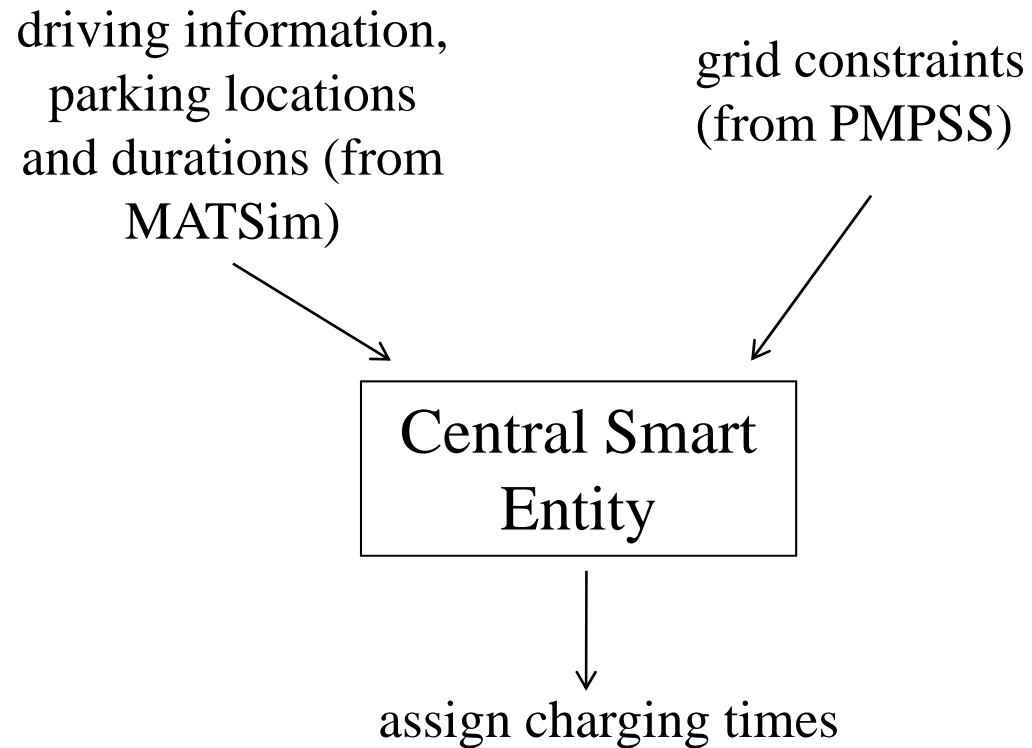 driving information,
parking locations
and durations (from
MATSim)
grid constraints
(from PMPSS)
Central Smart
Entity
assign charging times